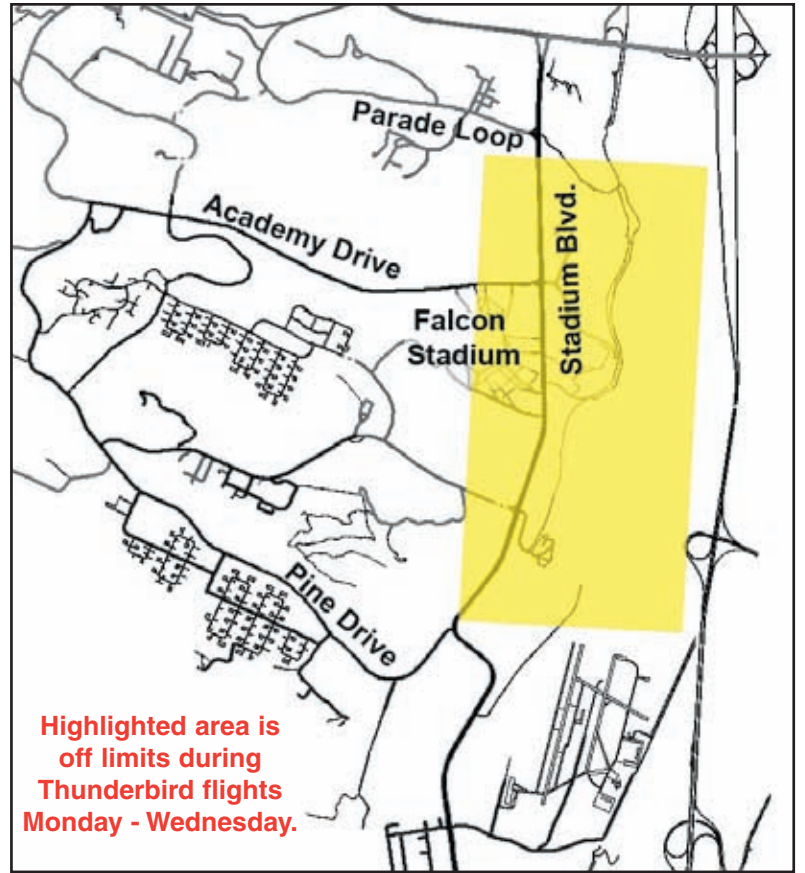 Parade Loop
Academy Drive
Stadium Blvd.
Falcon
Stadium
Pine Drive
Highlighted area is
off limits during
Thunderbird flights
Monday - Wednesday.